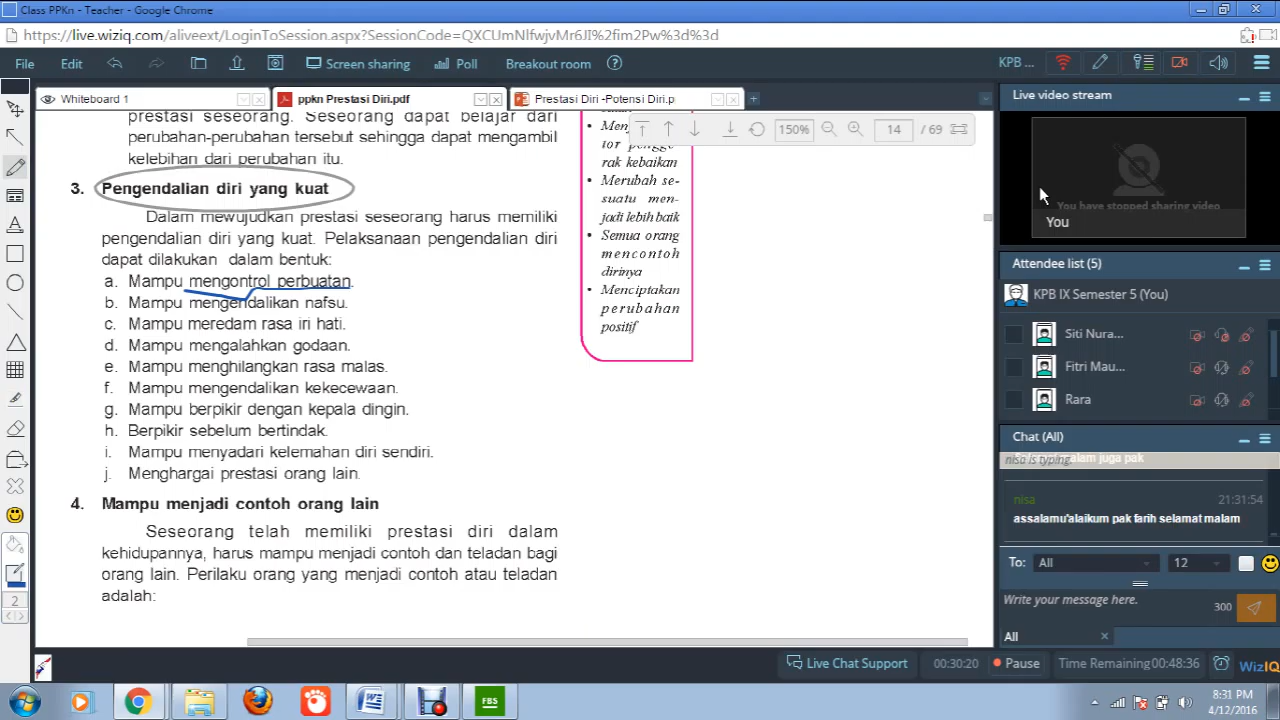 Class PPKn - Teacher - Google Chrome
https://live.wiziq.com/aliveext/LoginToSession.aspx?SessionCode=QXCUmNlfwjvMr6JI%2fim2Pw%3d%3d
File Edit Screen sharing Poll Breakout room KPB ...
Whiteboard 1 ppkn Prestasi Diri.pdf Prestasi Diri -Potensi Diri.p
150% 14 / 69
prestasi seseorang. Seseorang dapat belajar dari
perubahan-perubahan tersebut sehingga dapat mengambil
kelebihan dari perubahan itu.
3. Pengendalian diri yang kuat
Dalam mewujudkan prestasi seseorang harus memiliki
pengendalian diri yang kuat. Pelaksanaan pengendalian diri
dapat dilakukan dalam bentuk:
a. Mampu mengontrol perbuatan.
b. Mampu mengendalikan nafsu.
c. Mampu meredam rasa iri hati.
d. Mampu mengalahkan godaan.
e. Mampu menghilangkan rasa malas.
f. Mampu mengendalikan kekecewaan.
g. Mampu berpikir dengan kepala dingin.
h. Berpikir sebelum bertindak.
i. Mampu menyadari kelemahan diri sendiri.
j. Menghargai prestasi orang lain.
4. Mampu menjadi contoh orang lain
Seseorang telah memiliki prestasi diri dalam
kehidupannya, harus mampu menjadi contoh dan teladan bagi
orang lain. Perilaku orang yang menjadi contoh atau teladan
adalah:
rak kebaikan
• Merubah se-
suatu men-
jadi lebih baik
• Semua orang
mencontoh
dirinya
• Menciptakan
perubahan
positif
Live video stream
You have stopped sharing video
You
Attendee list (5)
KPB IX Semester 5 (You)
Siti Nura...
Fitri Mau...
Rara
Chat (All)
nisa is typing.
malam juga pak
nisa 21:31:54
assalamu'alaikum pak farih selamat malam
To: All 12
Write your message here. 300
All
2
Live Chat Support 00:30:20 Pause Time Remaining 00:48:36 WizIQ
FBS
8:31 PM
4/12/2016